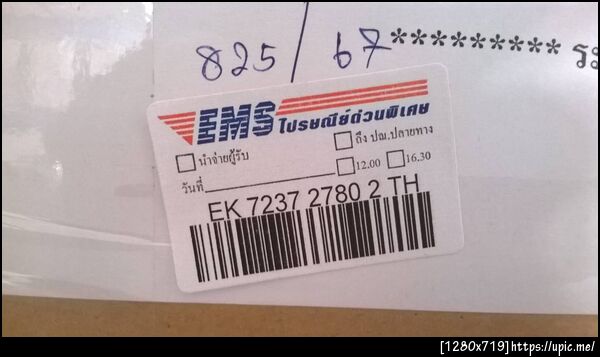 825/67********* ระ
EMS ไปรษณีย์ด่วนพิเศษ
นำจ่ายผู้รับ
ถึง ปณ.ปลายทาง
วันที่
12.00
16.30
EK 7237 2780 2 TH
[1280x719]https://upic.me/